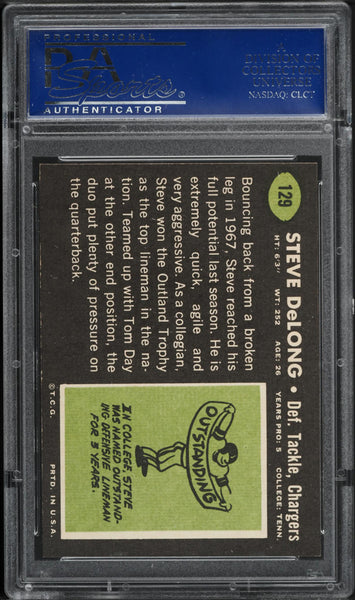 PROFESSIONAL
PSA
Sports
®
AUTHENTICATOR
A
DIVISION OF
COLLECTORS
UNIVERSE
NASDAQ: CLCT
129
STEVE DeLONG • Def. Tackle, Chargers
HT: 6'3" WT: 252 AGE: 26 YEARS PRO: 5 COLLEGE: TENN.
Bouncing back from a broken
leg in 1967, Steve reached his
full potential last season. He is
extremely quick, agile and
very aggressive. As a collegian,
Steve won the Outland Trophy
as the top lineman in the na-
tion. Teamed up with Tom Day
at the other end position, the
duo put plenty of pressure on
the quarterback.
OUTSTANDING
IN COLLEGE STEVE
WAS NAMED OUTSTAND-
ING DEFENSIVE LINEMAN
FOR 3 YEARS.
© T.C.G. PRTD. IN U.S.A.